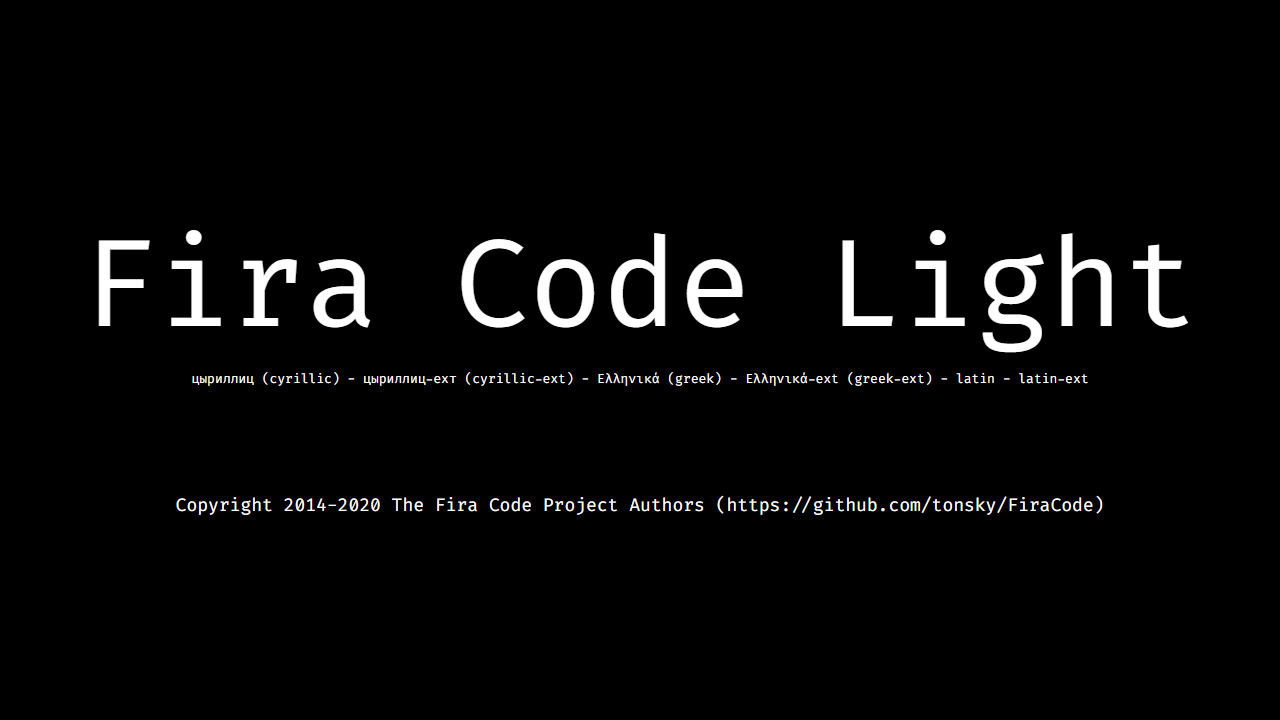 Fira Code Light
цыриллиц (cyrillic) - цыриллиц-ехт (cyrillic-ext) - Ελληνικά (greek) - Ελληνικά-ext (greek-ext) - latin - latin-ext
Copyright 2014-2020 The Fira Code Project Authors (https://github.com/tonsky/FiraCode)